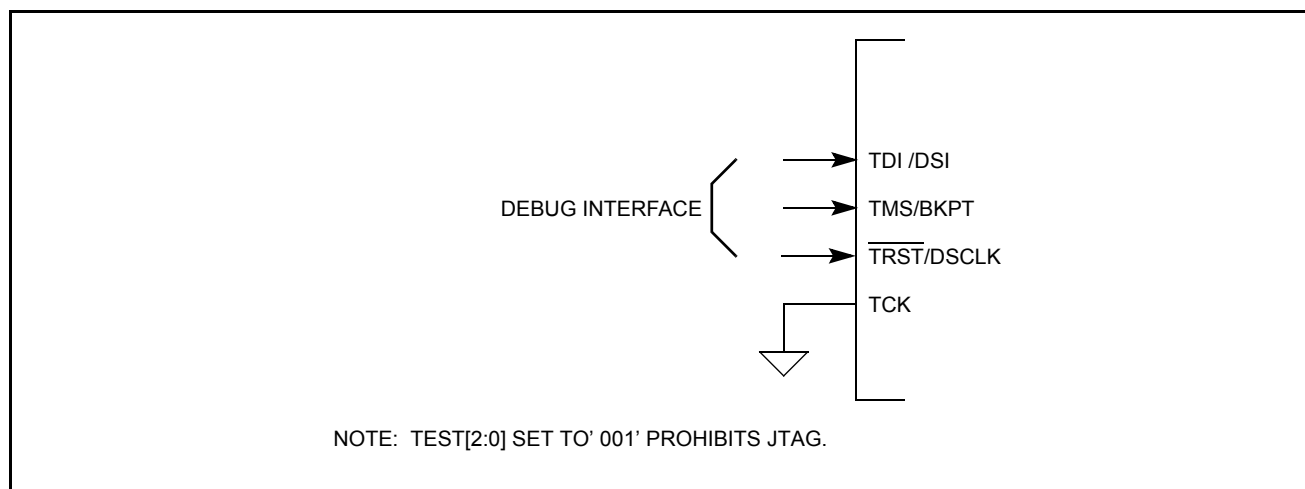 TDI /DSI
DEBUG INTERFACE
TMS/BKPT
TRST/DSCLK
TCK
NOTE: TEST[2:0] SET TO' 001' PROHIBITS JTAG.